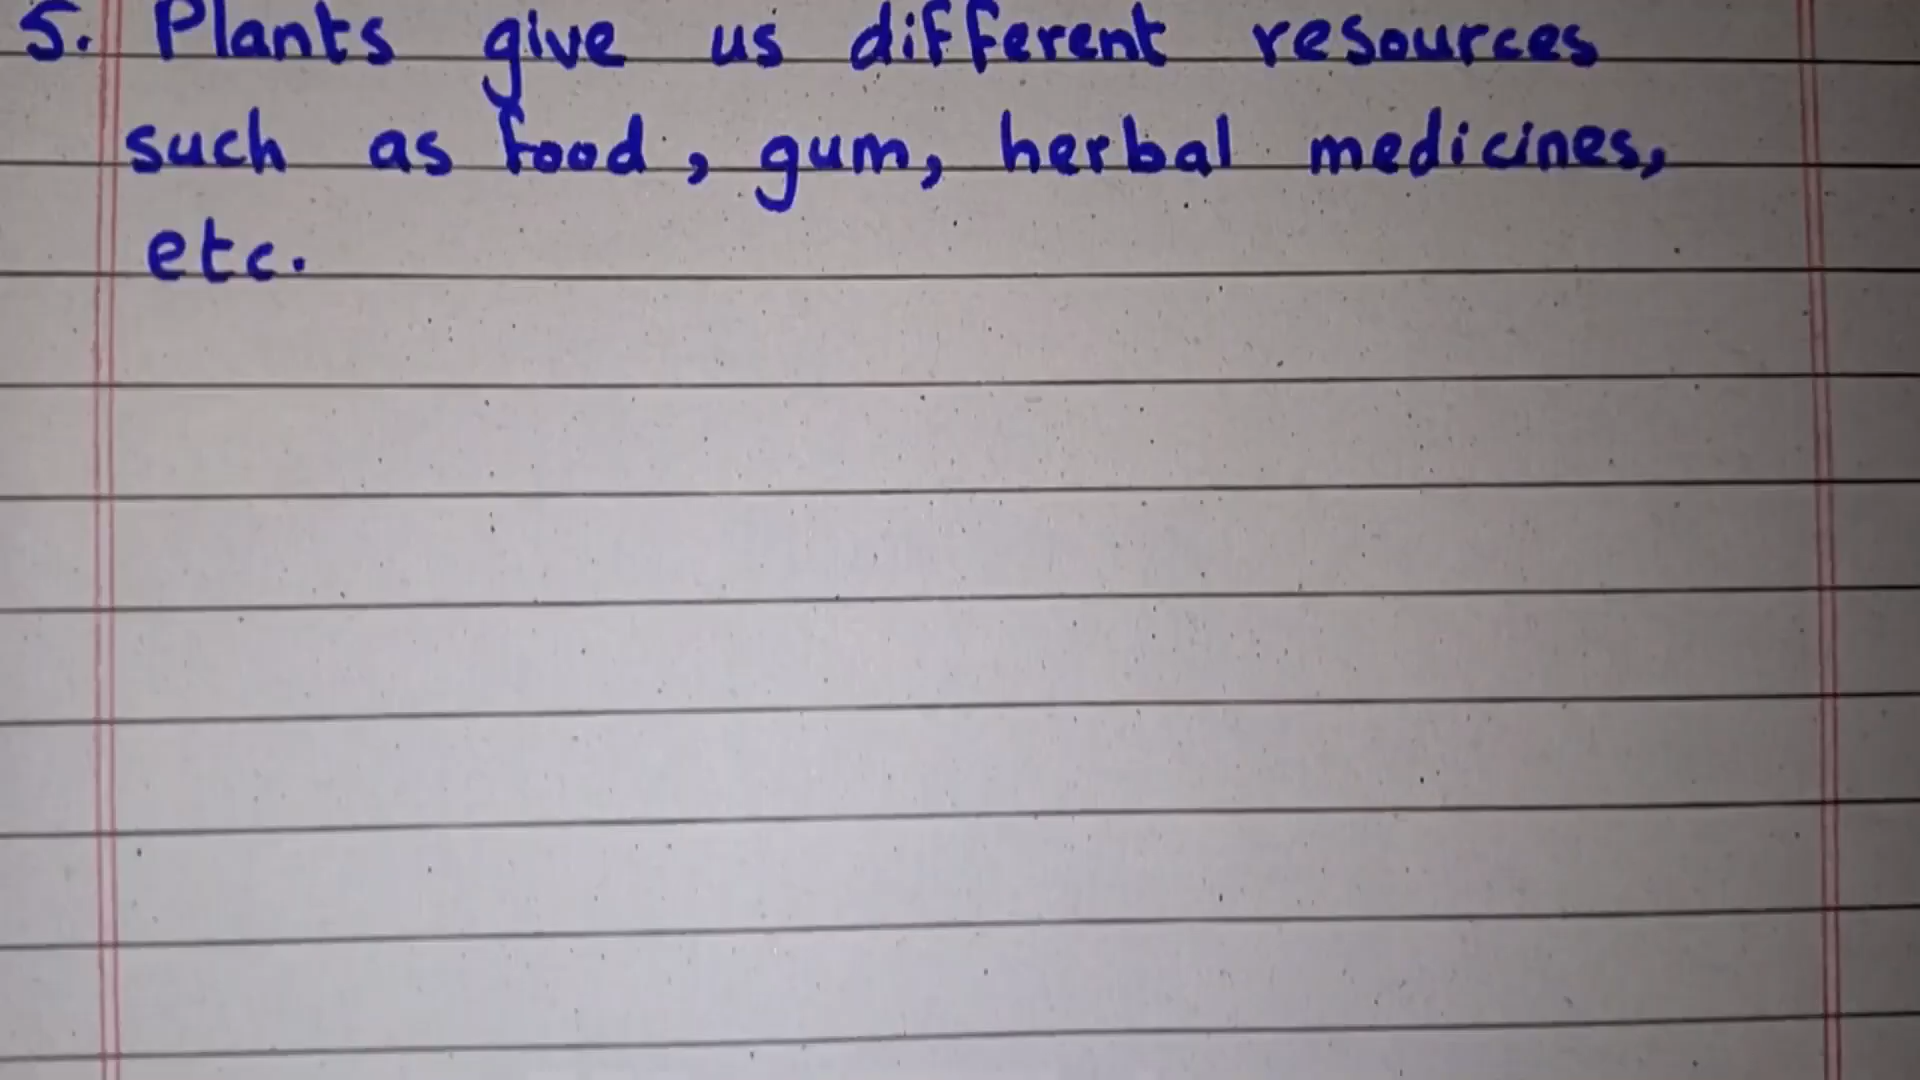 5. Plants give us different resources
such as food, gum, herbal medicines,
etc.